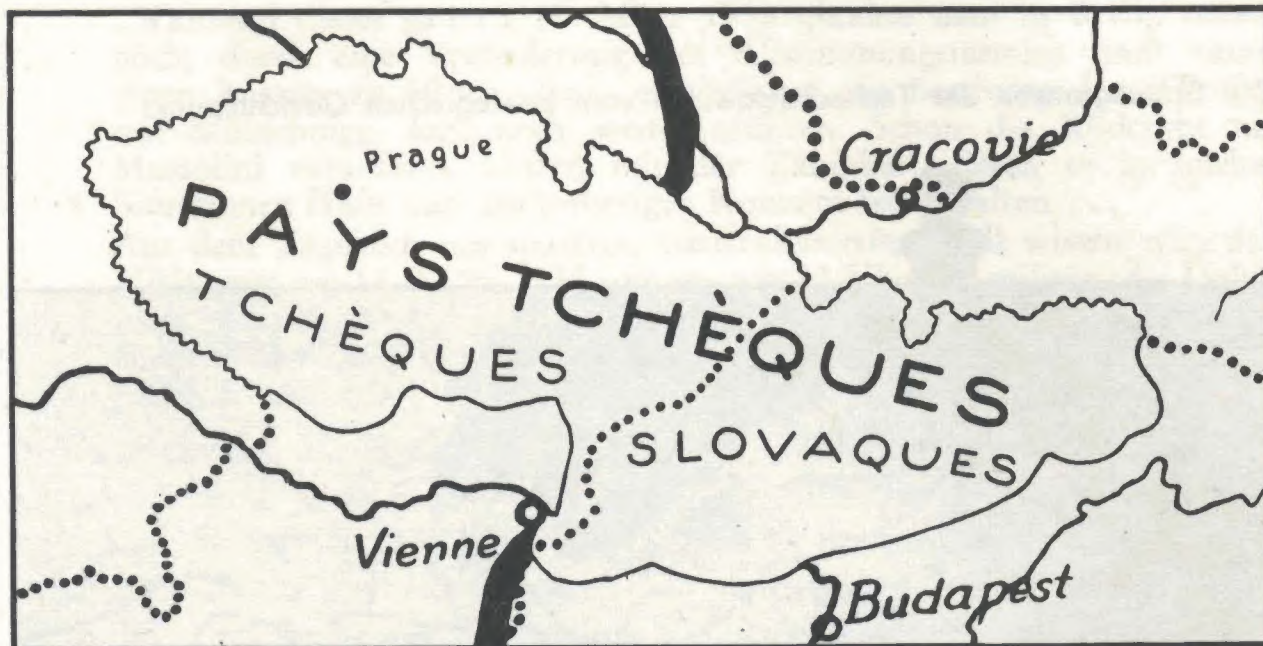 Prague
Cracovie
PAYS TCHÈQUES
TCHÈQUES
SLOVAQUES
Vienne
Budapest